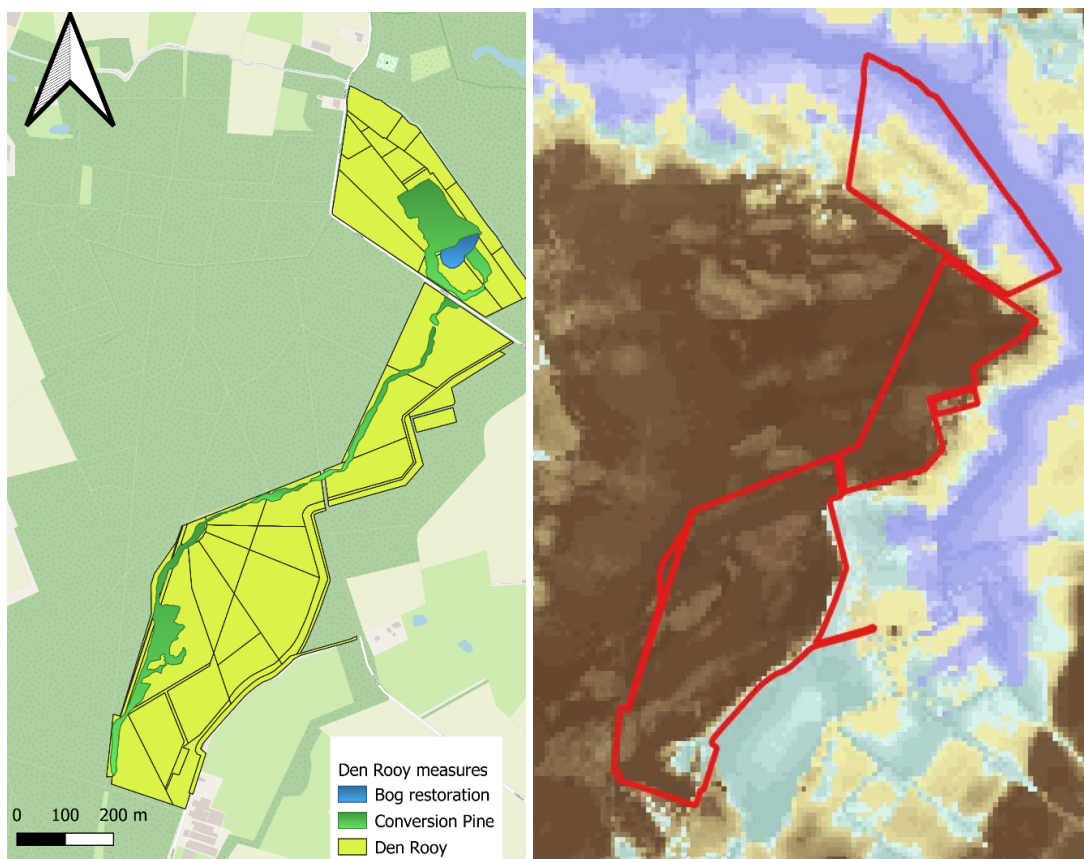 Den Rooy measures
Bog restoration
Conversion Pine
Den Rooy
0 100 200 m